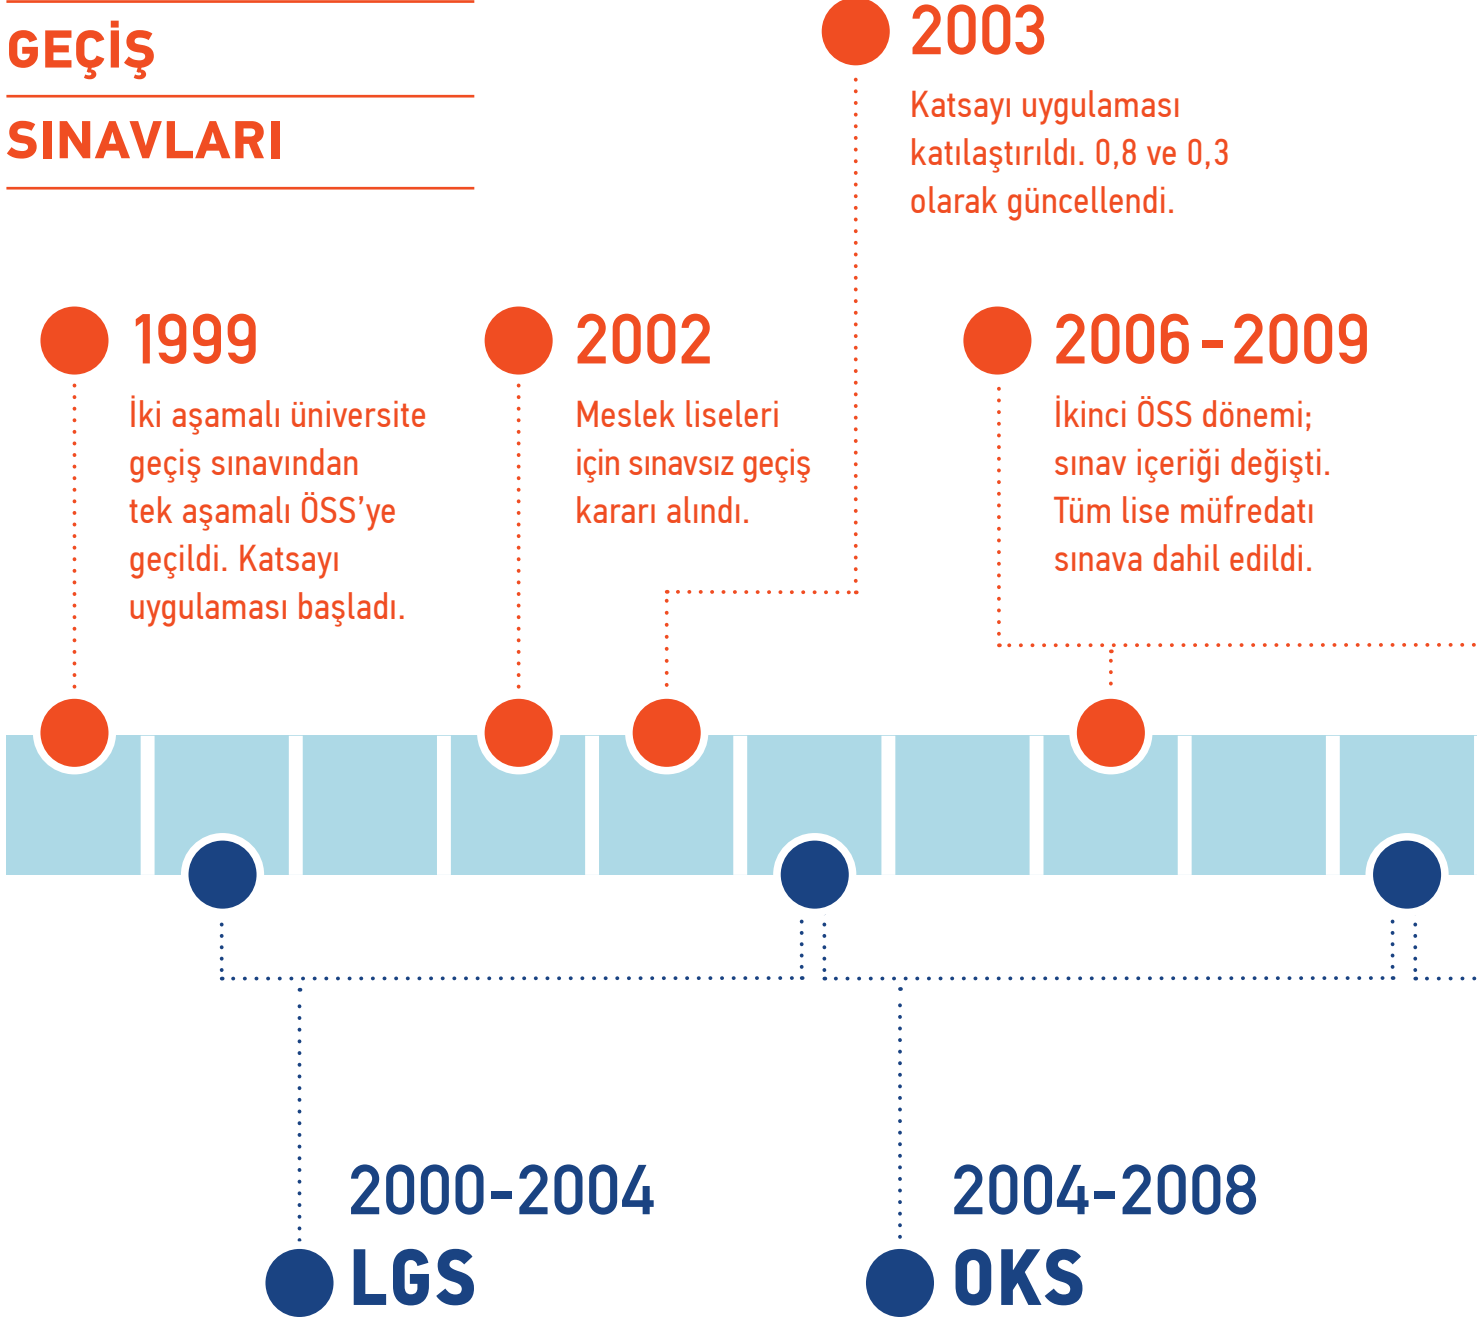 GEÇİŞ
SINAVLARI
2003
Katsayı uygulaması
katılaştırıldı. 0,8 ve 0,3
olarak güncellendi.
1999
İki aşamalı üniversite
geçiş sınavından
tek aşamalı ÖSS’ye
geçildi. Katsayı
uygulaması başladı.
2002
Meslek liseleri
için sınavsız geçiş
kararı alındı.
2006-2009
İkinci ÖSS dönemi;
sınav içeriği değişti.
Tüm lise müfredatı
sınava dahil edildi.
2000-2004
LGS
2004-2008
OKS